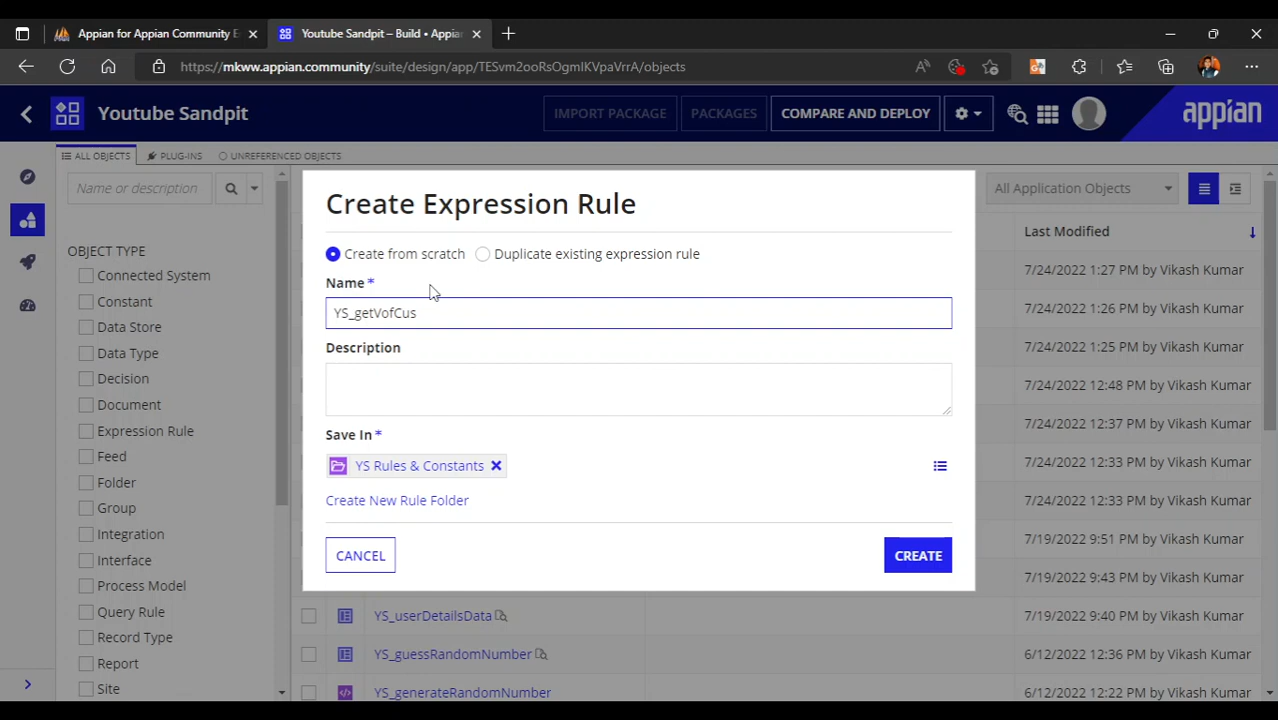 Appian for Appian Community E
Youtube Sandpit – Build • Appian
https://mkww.appian.community/suite/design/app/TESvm2ooRsOgmlKVpaVrrA/objects
Youtube Sandpit
IMPORT PACKAGE
PACKAGES
COMPARE AND DEPLOY
appian
ALL OBJECTS
PLUG-INS
UNREFERENCED OBJECTS
Name or description
All Application Objects
OBJECT TYPE
Connected System
Constant
Data Store
Data Type
Decision
Document
Expression Rule
Feed
Folder
Group
Integration
Interface
Process Model
Query Rule
Record Type
Report
Site
Create Expression Rule
Create from scratch
Duplicate existing expression rule
Name *
YS_getVofCus
Description
Save In *
YS Rules & Constants
Create New Rule Folder
CANCEL
CREATE
Last Modified
7/24/2022 1:27 PM by Vikash Kumar
7/24/2022 1:26 PM by Vikash Kumar
7/24/2022 1:25 PM by Vikash Kumar
7/24/2022 12:48 PM by Vikash Kumar
7/24/2022 12:37 PM by Vikash Kumar
7/24/2022 12:33 PM by Vikash Kumar
7/24/2022 12:33 PM by Vikash Kumar
7/19/2022 9:51 PM by Vikash Kumar
7/19/2022 9:43 PM by Vikash Kumar
YS_userDetailsData
7/19/2022 9:40 PM by Vikash Kumar
YS_guessRandomNumber
6/12/2022 12:36 PM by Vikash Kumar
YS_generateRandomNumber
6/12/2022 12:22 PM by Vikash Kumar